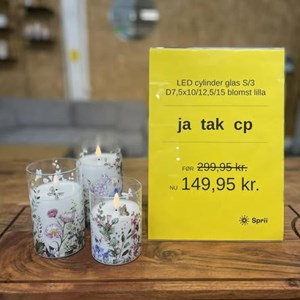 LED cylinder glas S/3
D7,5x10/12,5/15 blomst lilla
ja tak cp
FØR 299,95 kr.
NU 149,95 kr.
Sprii